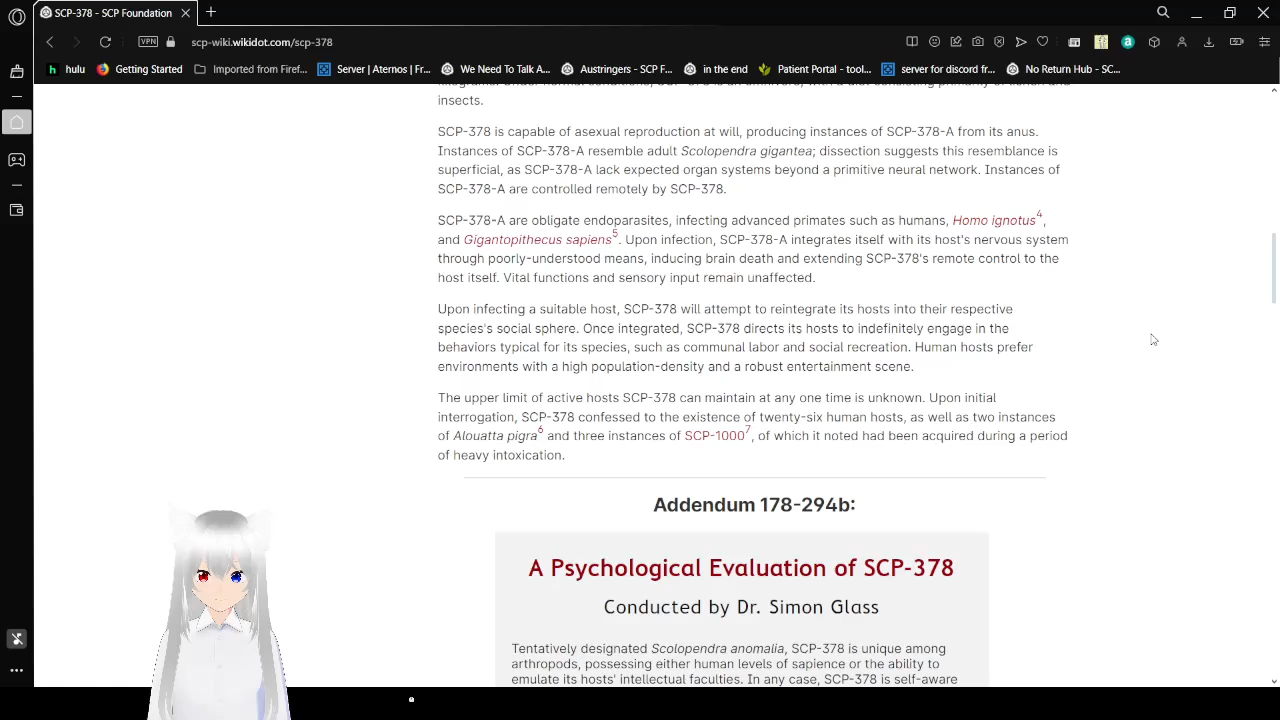 SCP-378 - SCP Foundation
VPN scp-wiki.wikidot.com/scp-378
hulu Getting Started Imported from Firef... Server | Aternos | Fr... We Need To Talk A... Austringers - SCP F... in the end Patient Portal - tool... server for discord fr... No Return Hub - SC...
insects.
SCP-378 is capable of asexual reproduction at will, producing instances of SCP-378-A from its anus.
Instances of SCP-378-A resemble adult Scolopendra gigantea; dissection suggests this resemblance is
superficial, as SCP-378-A lack expected organ systems beyond a primitive neural network. Instances of
SCP-378-A are controlled remotely by SCP-378.
SCP-378-A are obligate endoparasites, infecting advanced primates such as humans, Homo ignotus4,
and Gigantopithecus sapiens5. Upon infection, SCP-378-A integrates itself with its host's nervous system
through poorly-understood means, inducing brain death and extending SCP-378's remote control to the
host itself. Vital functions and sensory input remain unaffected.
Upon infecting a suitable host, SCP-378 will attempt to reintegrate its hosts into their respective
species's social sphere. Once integrated, SCP-378 directs its hosts to indefinitely engage in the
behaviors typical for its species, such as communal labor and social recreation. Human hosts prefer
environments with a high population-density and a robust entertainment scene.
The upper limit of active hosts SCP-378 can maintain at any one time is unknown. Upon initial
interrogation, SCP-378 confessed to the existence of twenty-six human hosts, as well as two instances
of Alouatta pigra6 and three instances of SCP-10007, of which it noted had been acquired during a period
of heavy intoxication.
Addendum 178-294b:
A Psychological Evaluation of SCP-378
Conducted by Dr. Simon Glass
Tentatively designated Scolopendra anomalia, SCP-378 is unique among
arthropods, possessing either human levels of sapience or the ability to
emulate its hosts' intellectual faculties. In any case, SCP-378 is self-aware